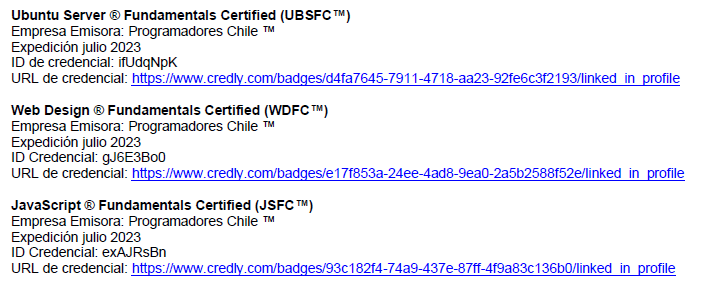 Ubuntu Server ® Fundamentals Certified (UBSFC™)
Empresa Emisora: Programadores Chile ™
Expedición julio 2023
ID de credencial: ifUdqNpK
URL de credencial: https://www.credly.com/badges/d4fa7645-7911-4718-aa23-92fe6c3f2193/linked_in_profile
Web Design ® Fundamentals Certified (WDFC™)
Empresa Emisora: Programadores Chile ™
Expedición julio 2023
ID Credencial: gJ6E3Bo0
URL de credencial: https://www.credly.com/badges/e17f853a-24ee-4ad8-9ea0-2a5b2588f52e/linked_in_profile
JavaScript ® Fundamentals Certified (JSFC™)
Empresa Emisora: Programadores Chile ™
Expedición julio 2023
ID Credencial: exAJRsBn
URL de credencial: https://www.credly.com/badges/93c182f4-74a9-437e-87ff-4f9a83c136b0/linked_in_profile